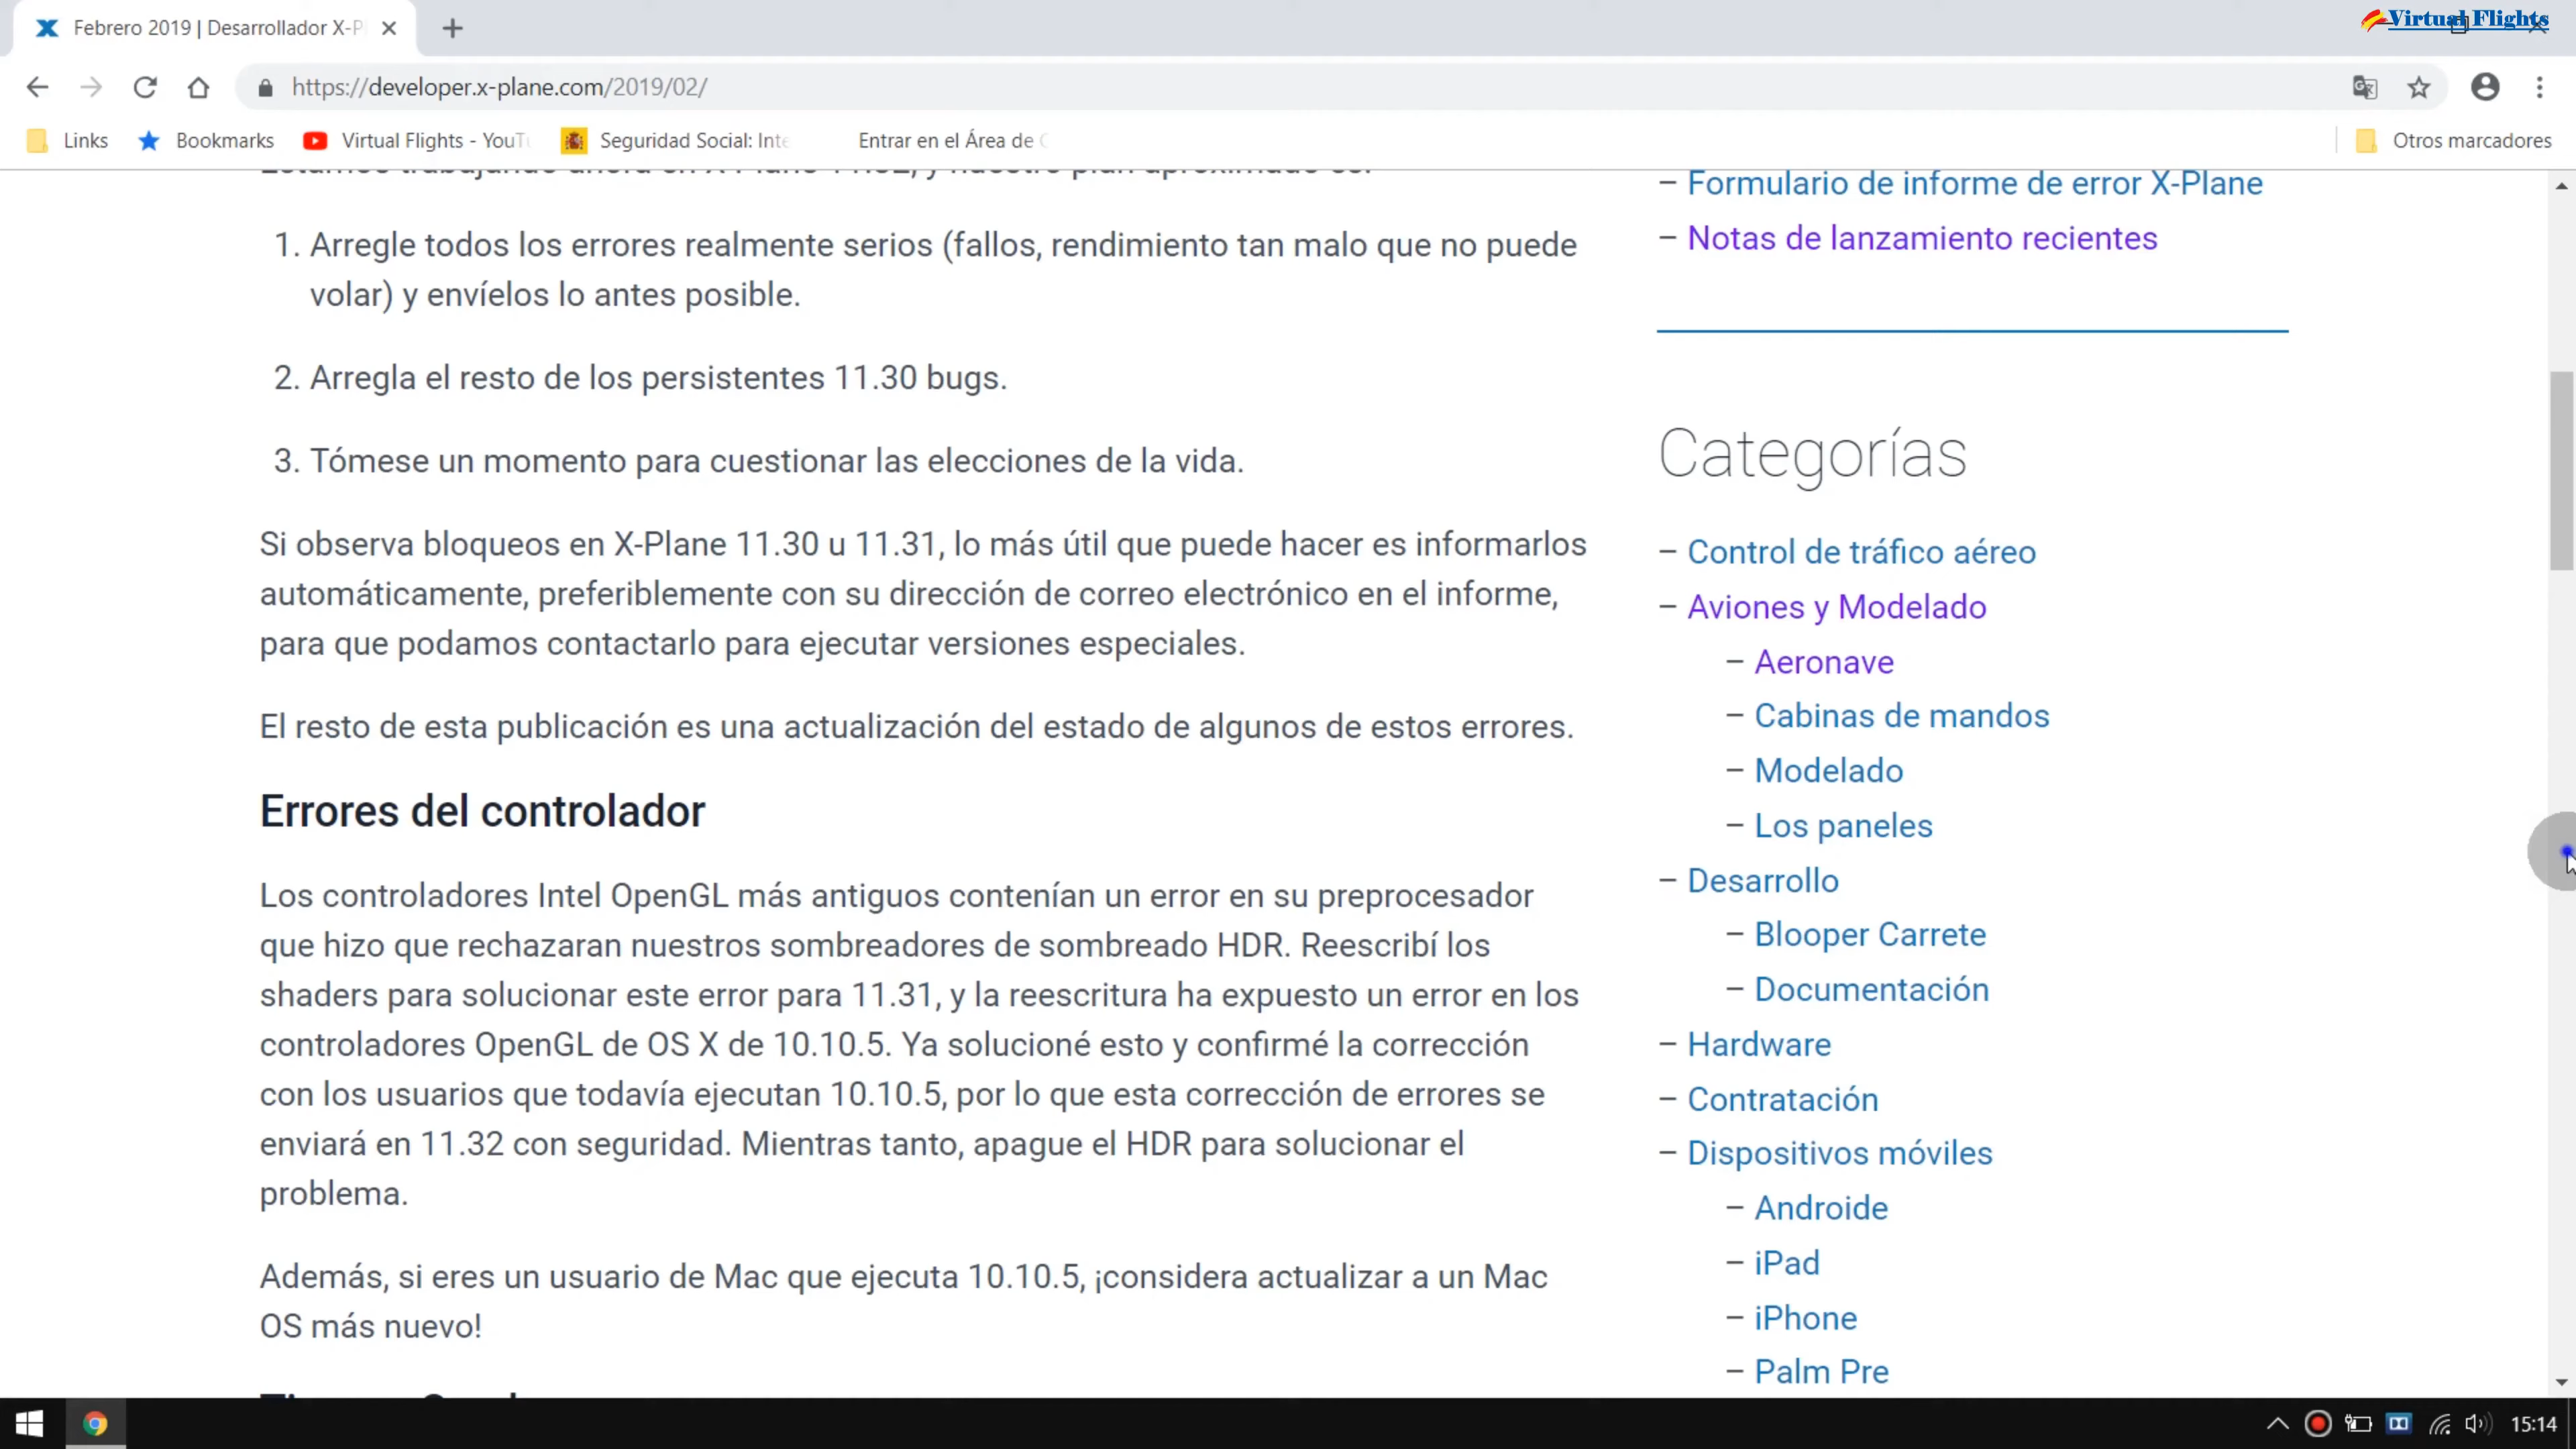 Febrero 2019 | Desarrollador X-P
Virtual Flights
https://developer.x-plane.com/2019/02/
Links
Bookmarks
Virtual Flights - YouTu
Seguridad Social: Inte
Entrar en el Área de
Otros marcadores
Estamos trabajando ahora en X-Plane 11.32, y nuestro plan aproximado es:
1. Arregle todos los errores realmente serios (fallos, rendimiento tan malo que no puede
volar) y envíelos lo antes posible.
2. Arregla el resto de los persistentes 11.30 bugs.
3. Tómese un momento para cuestionar las elecciones de la vida.
Si observa bloqueos en X-Plane 11.30 u 11.31, lo más útil que puede hacer es informarlos
automáticamente, preferiblemente con su dirección de correo electrónico en el informe,
para que podamos contactarlo para ejecutar versiones especiales.
El resto de esta publicación es una actualización del estado de algunos de estos errores.
Errores del controlador
Los controladores Intel OpenGL más antiguos contenían un error en su preprocesador
que hizo que rechazaran nuestros sombreadores de sombreado HDR. Reescribí los
shaders para solucionar este error para 11.31, y la reescritura ha expuesto un error en los
controladores OpenGL de OS X de 10.10.5. Ya solucioné esto y confirmé la corrección
con los usuarios que todavía ejecutan 10.10.5, por lo que esta corrección de errores se
enviará en 11.32 con seguridad. Mientras tanto, apague el HDR para solucionar el
problema.
Además, si eres un usuario de Mac que ejecuta 10.10.5, ¡considera actualizar a un Mac
OS más nuevo!
– Formulario de informe de error X-Plane
– Notas de lanzamiento recientes
Categorías
– Control de tráfico aéreo
– Aviones y Modelado
– Aeronave
– Cabinas de mandos
– Modelado
– Los paneles
– Desarrollo
– Blooper Carrete
– Documentación
– Hardware
– Contratación
– Dispositivos móviles
– Androide
– iPad
– iPhone
– Palm Pre
15:14